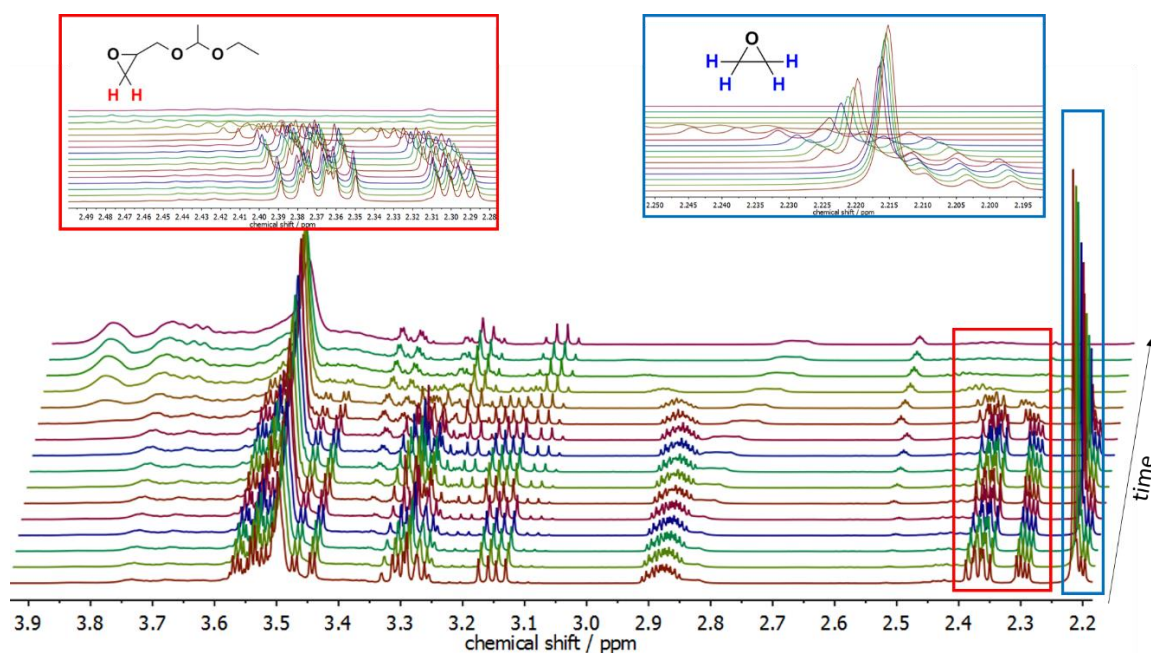 O
O
O
H H
2.49 2.48 2.47 2.46 2.45 2.44 2.43 2.42 2.41 2.40 2.39 2.38 2.37 2.36 2.35 2.34 2.33 2.32 2.31 2.30 2.29 2.28
chemical shift / ppm
O
H H
H H
2.250 2.245 2.240 2.235 2.230 2.225 2.220 2.215 2.210 2.205 2.200 2.195
chemical shift / ppm
time
3.9 3.8 3.7 3.6 3.5 3.4 3.3 3.2 3.1 3.0 2.9 2.8 2.7 2.6 2.5 2.4 2.3 2.2
chemical shift / ppm